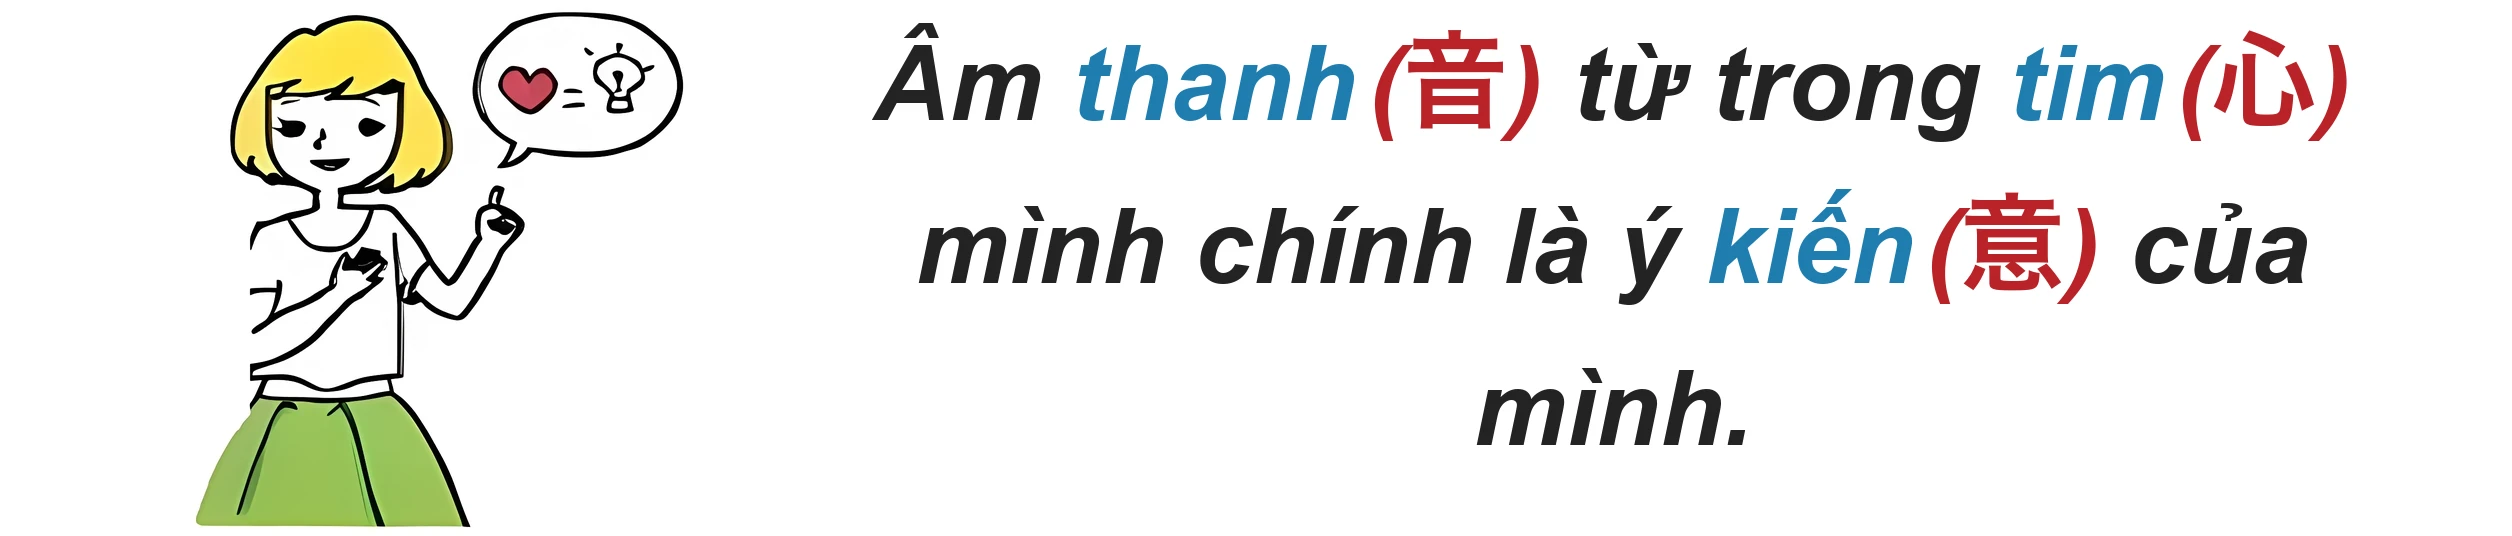 Âm thanh(音) từ trong tim(心)
mình chính là ý kiến(意) của
mình.